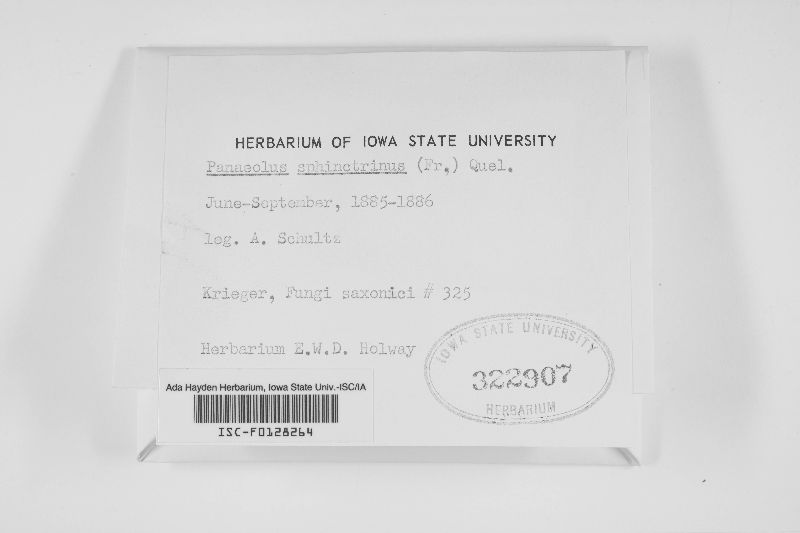 HERBARIUM OF IOWA STATE UNIVERSITY
Panaeolus sphinctrinus (Fr.) Quel.
June-September, 1885-1886
leg. A. Schultz
Krieger, Fungi saxonici # 325
Herbarium E.W.D. Holway
IOWA STATE UNIVERSITY
322907
HERBARIUM
Ada Hayden Herbarium, Iowa State Univ.-ISC/IA
ISC-F0128264